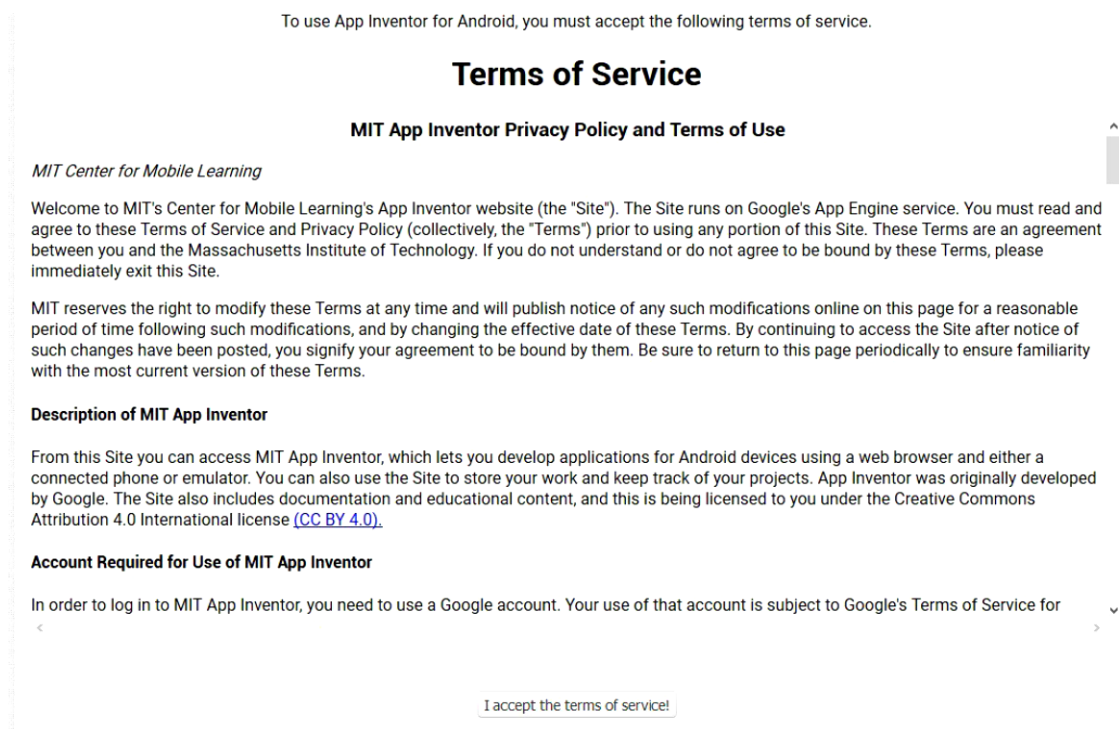 To use App Inventor for Android, you must accept the following terms of service.
Terms of Service
MIT App Inventor Privacy Policy and Terms of Use
MIT Center for Mobile Learning
Welcome to MIT's Center for Mobile Learning's App Inventor website (the "Site"). The Site runs on Google's App Engine service. You must read and
agree to these Terms of Service and Privacy Policy (collectively, the "Terms") prior to using any portion of this Site. These Terms are an agreement
between you and the Massachusetts Institute of Technology. If you do not understand or do not agree to be bound by these Terms, please
immediately exit this Site.
MIT reserves the right to modify these Terms at any time and will publish notice of any such modifications online on this page for a reasonable
period of time following such modifications, and by changing the effective date of these Terms. By continuing to access the Site after notice of
such changes have been posted, you signify your agreement to be bound by them. Be sure to return to this page periodically to ensure familiarity
with the most current version of these Terms.
Description of MIT App Inventor
From this Site you can access MIT App Inventor, which lets you develop applications for Android devices using a web browser and either a
connected phone or emulator. You can also use the Site to store your work and keep track of your projects. App Inventor was originally developed
by Google. The Site also includes documentation and educational content, and this is being licensed to you under the Creative Commons
Attribution 4.0 International license (CC BY 4.0).
Account Required for Use of MIT App Inventor
In order to log in to MIT App Inventor, you need to use a Google account. Your use of that account is subject to Google's Terms of Service for
I accept the terms of service!